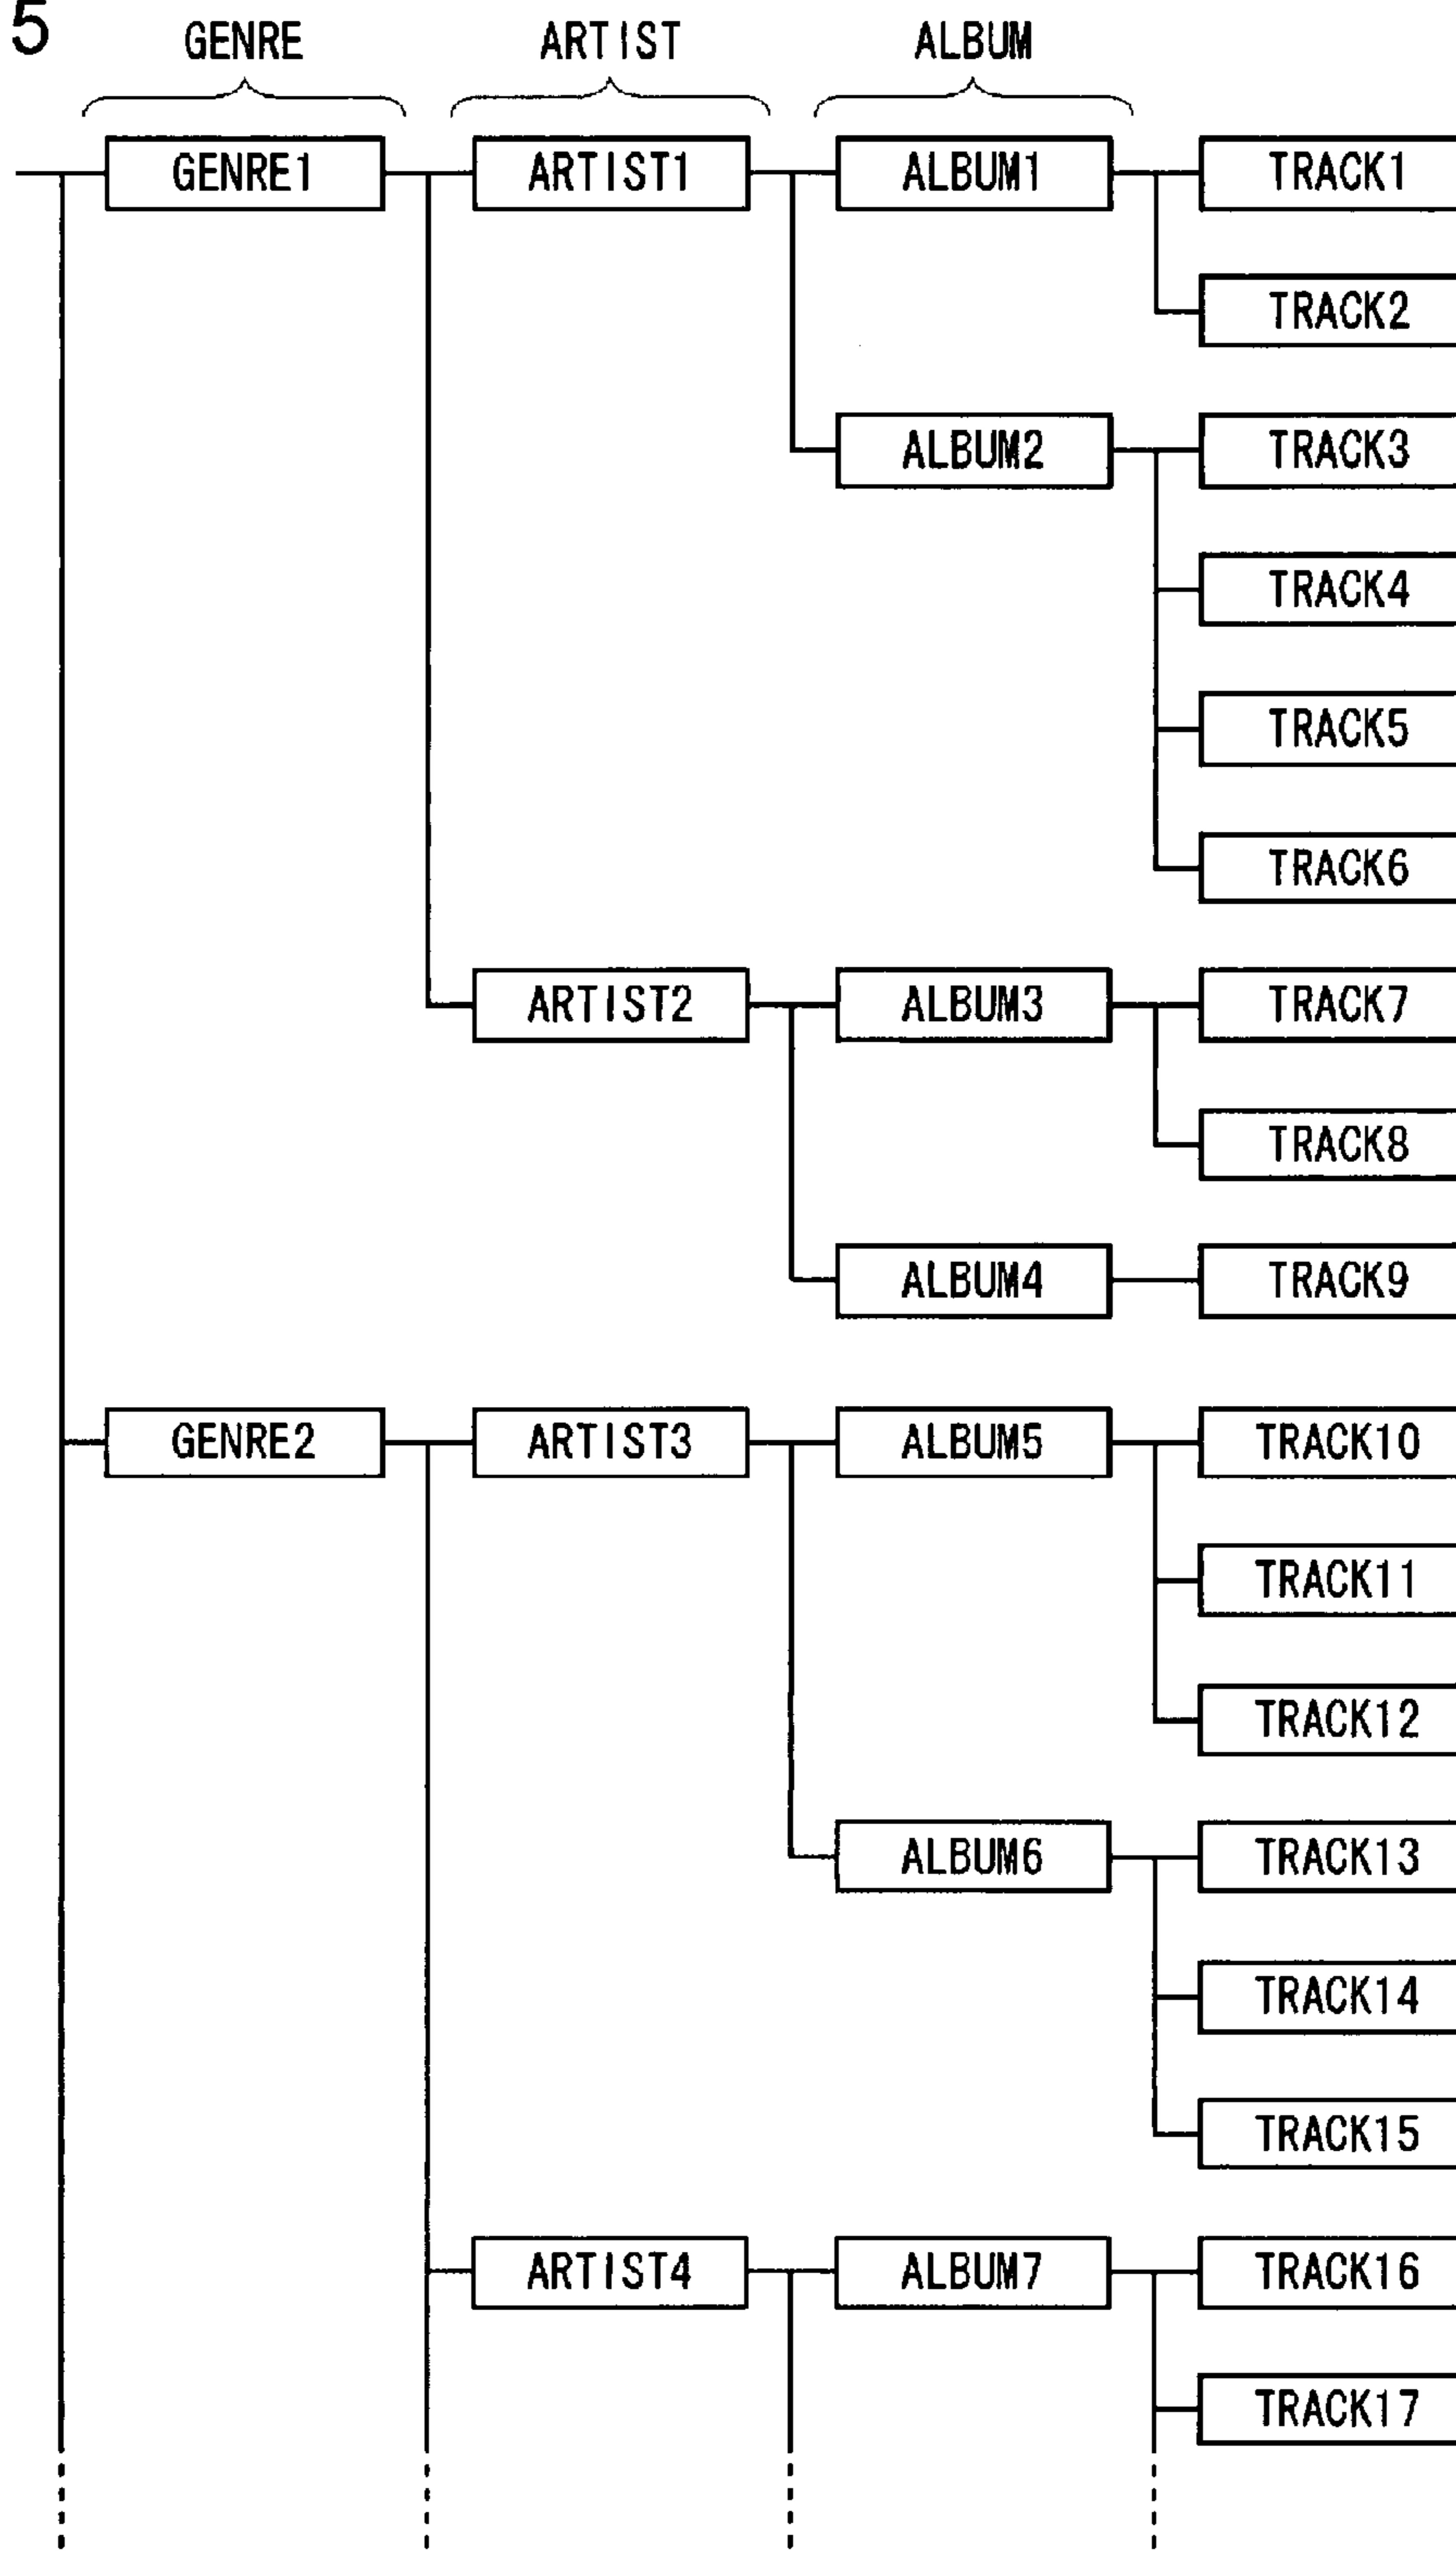 5
GENRE ARTIST ALBUM
GENRE1 ARTIST1 ALBUM1 TRACK1
TRACK2
ALBUM2 TRACK3
TRACK4
TRACK5
TRACK6
ARTIST2 ALBUM3 TRACK7
TRACK8
ALBUM4 TRACK9
GENRE2 ARTIST3 ALBUM5 TRACK10
TRACK11
TRACK12
ALBUM6 TRACK13
TRACK14
TRACK15
ARTIST4 ALBUM7 TRACK16
TRACK17